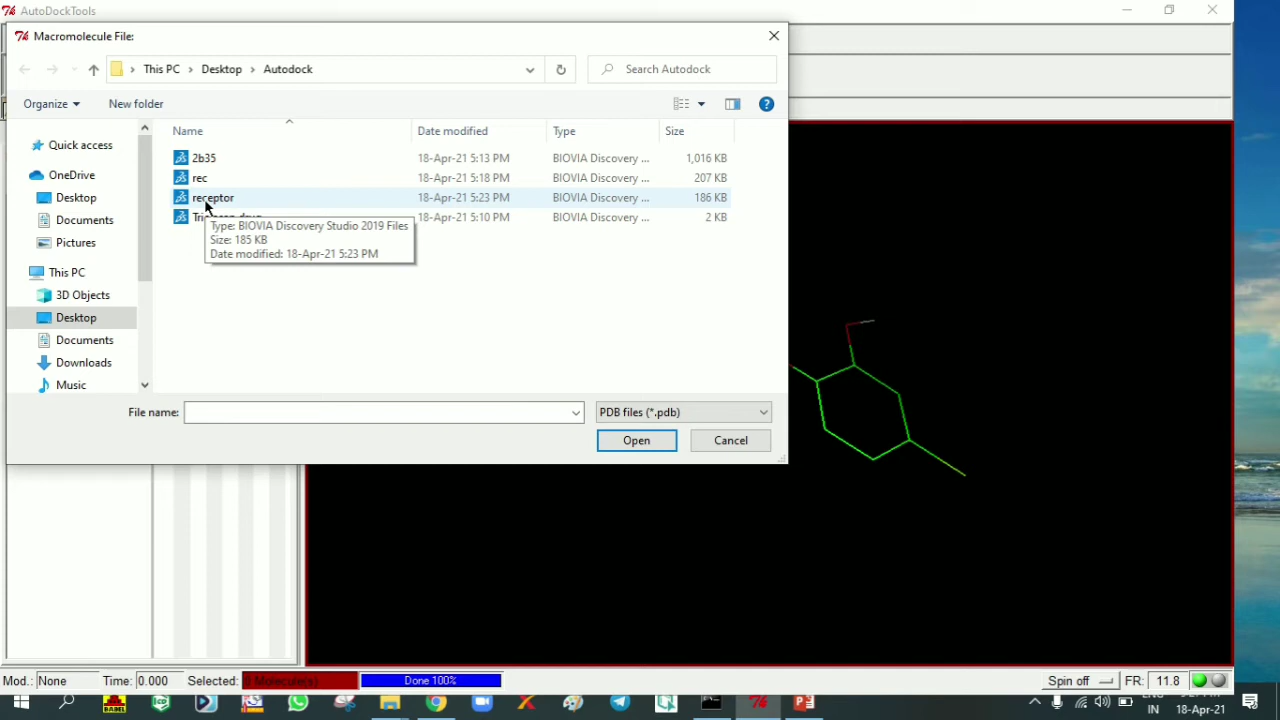 AutoDockTools
Macromolecule File:
This PC > Desktop > Autodock
Search Autodock
Organize
New folder
Name
Date modified
Type
Size
Quick access
OneDrive
Desktop
Documents
Pictures
This PC
3D Objects
Desktop
Documents
Downloads
Music
2b35 18-Apr-21 5:13 PM BIOVIA Discovery ... 1,016 KB
rec 18-Apr-21 5:18 PM BIOVIA Discovery ... 207 KB
receptor 18-Apr-21 5:23 PM BIOVIA Discovery ... 186 KB
18-Apr-21 5:10 PM BIOVIA Discovery ... 2 KB
Type: BIOVIA Discovery Studio 2019 Files
Size: 185 KB
Date modified: 18-Apr-21 5:23 PM
File name:
PDB files (*.pdb)
Open
Cancel
Mod.: None Time: 0.000 Selected: 0 Molecule(s) Done 100% Spin off FR: 11.8
BABEL
IN 18-Apr-21